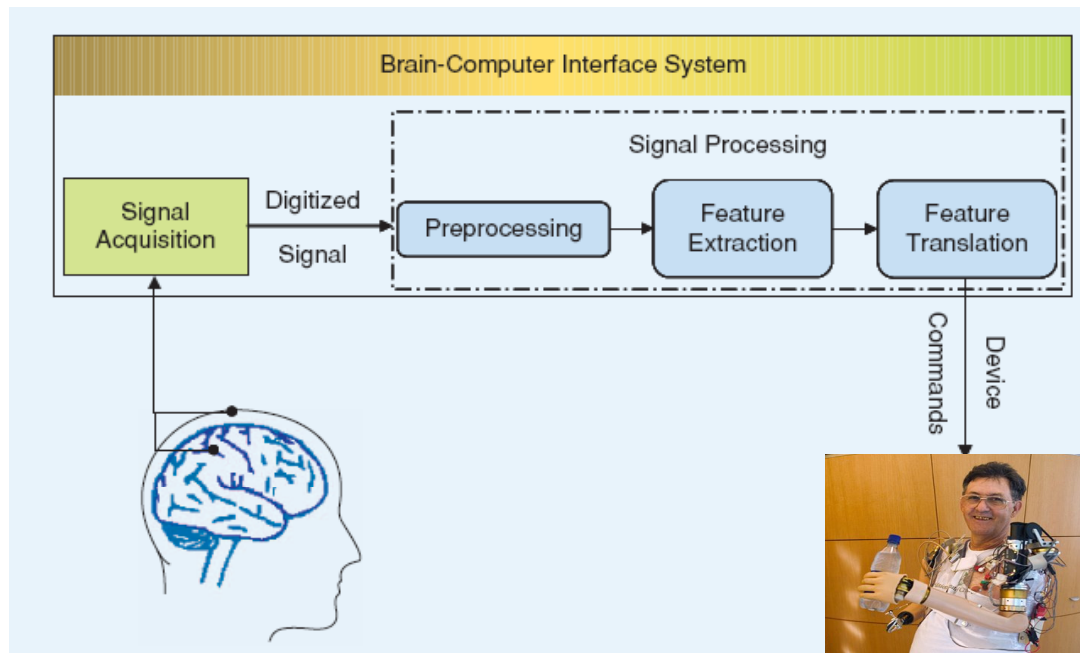 Brain-Computer Interface System
Signal Processing
Signal
Acquisition
Digitized
Signal
Preprocessing
Feature
Extraction
Feature
Translation
Device
Commands